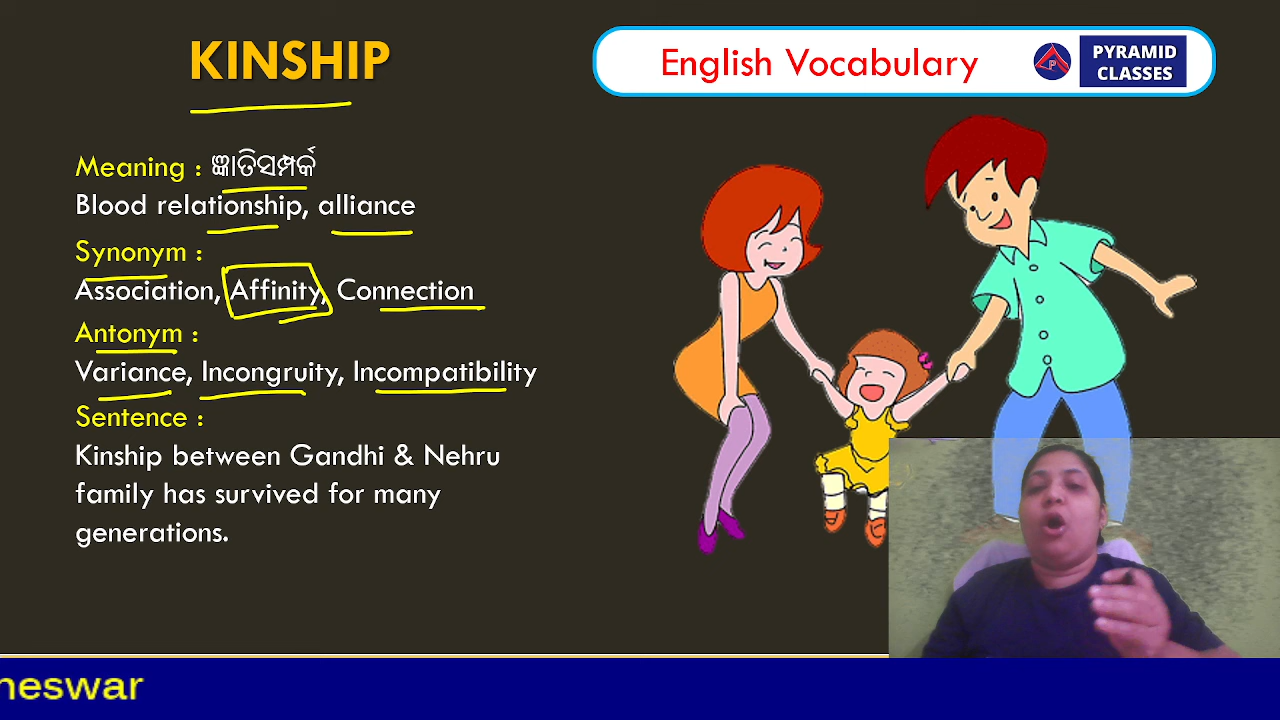 KINSHIP
English Vocabulary
PYRAMID
CLASSES
Meaning : ଜ୍ଞାତିସମ୍ପର୍କ
Blood relationship, alliance
Synonym :
Association, Affinity, Connection
Antonym :
Variance, Incongruity, Incompatibility
Sentence :
Kinship between Gandhi & Nehru
family has survived for many
generations.
neswar